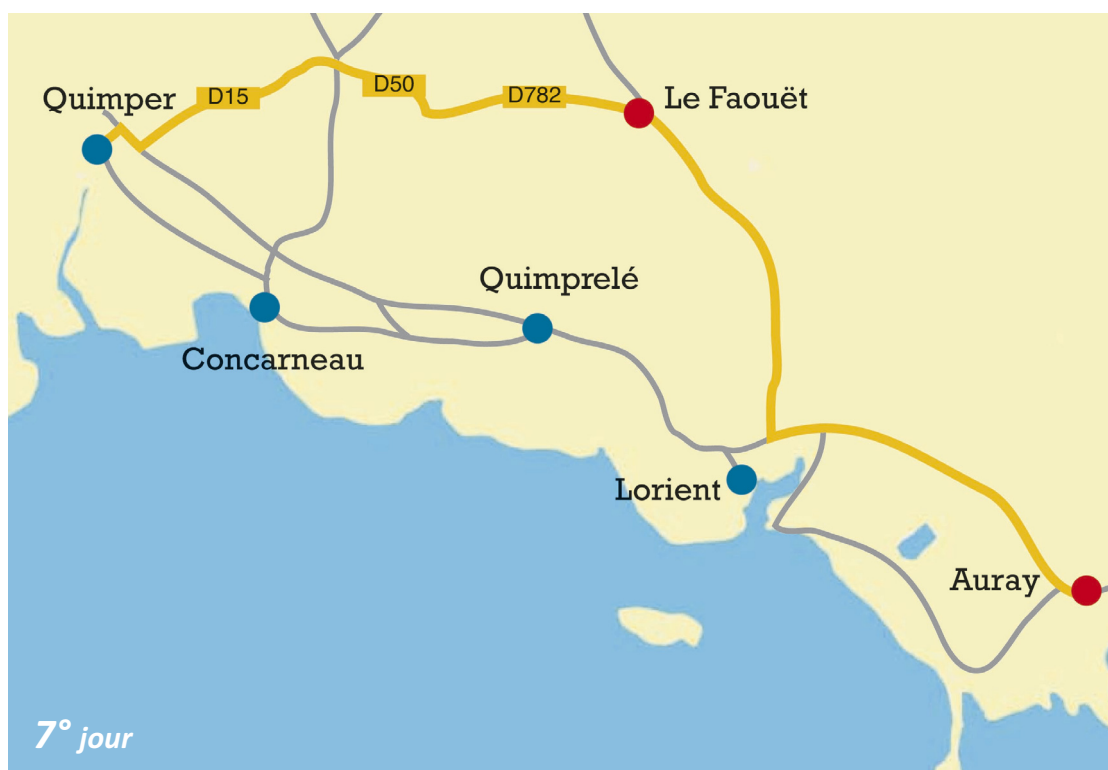 Quimper
D15
D50
D782
Le Faouët
Quimprelé
Concarneau
Lorient
Auray
7° jour